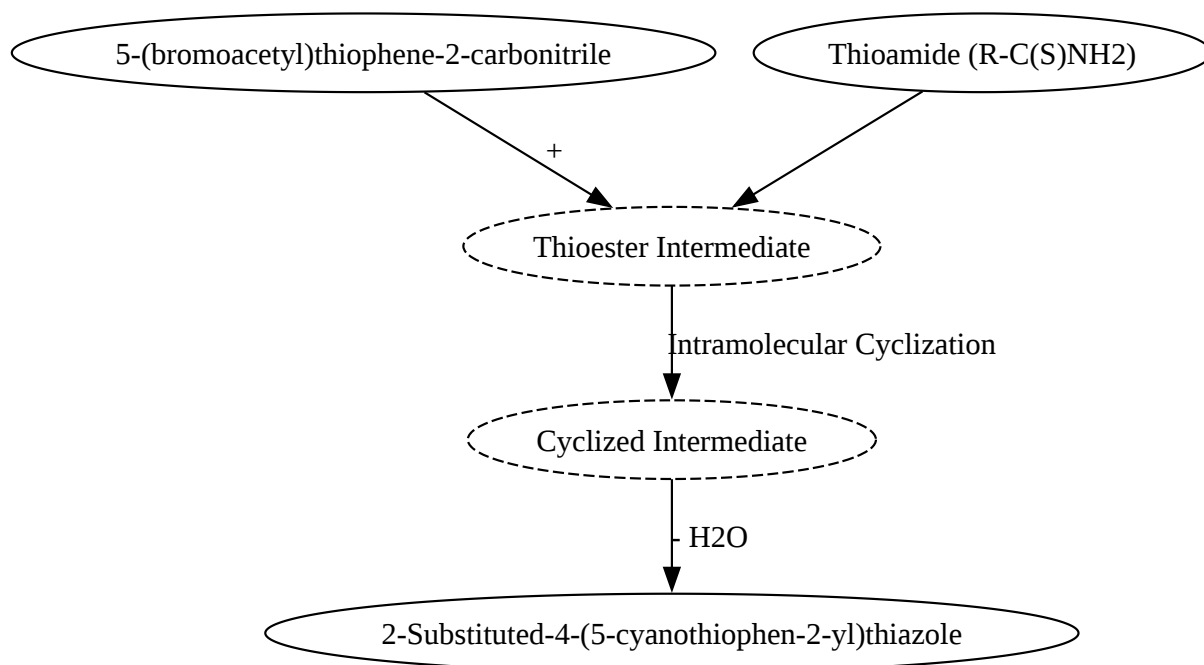 5-(bromoacetyl)thiophene-2-carbonitrile
Thioamide (R-C(S)NH2)
+
Thioester Intermediate
Intramolecular Cyclization
Cyclized Intermediate
- H2O
2-Substituted-4-(5-cyanothiophen-2-yl)thiazole